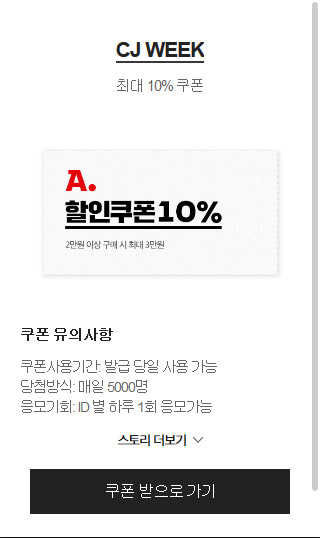 CJ WEEK
최대 10% 쿠폰
A.
할인쿠폰 10%
2만원 이상 구매 시 최대 3만원
쿠폰 유의사항
쿠폰사용기간: 발급 당일 사용 가능
당첨방식: 매일 5000명
응모기회: ID 별 하루 1회 응모가능
스토리 더보기
쿠폰 받으로 가기